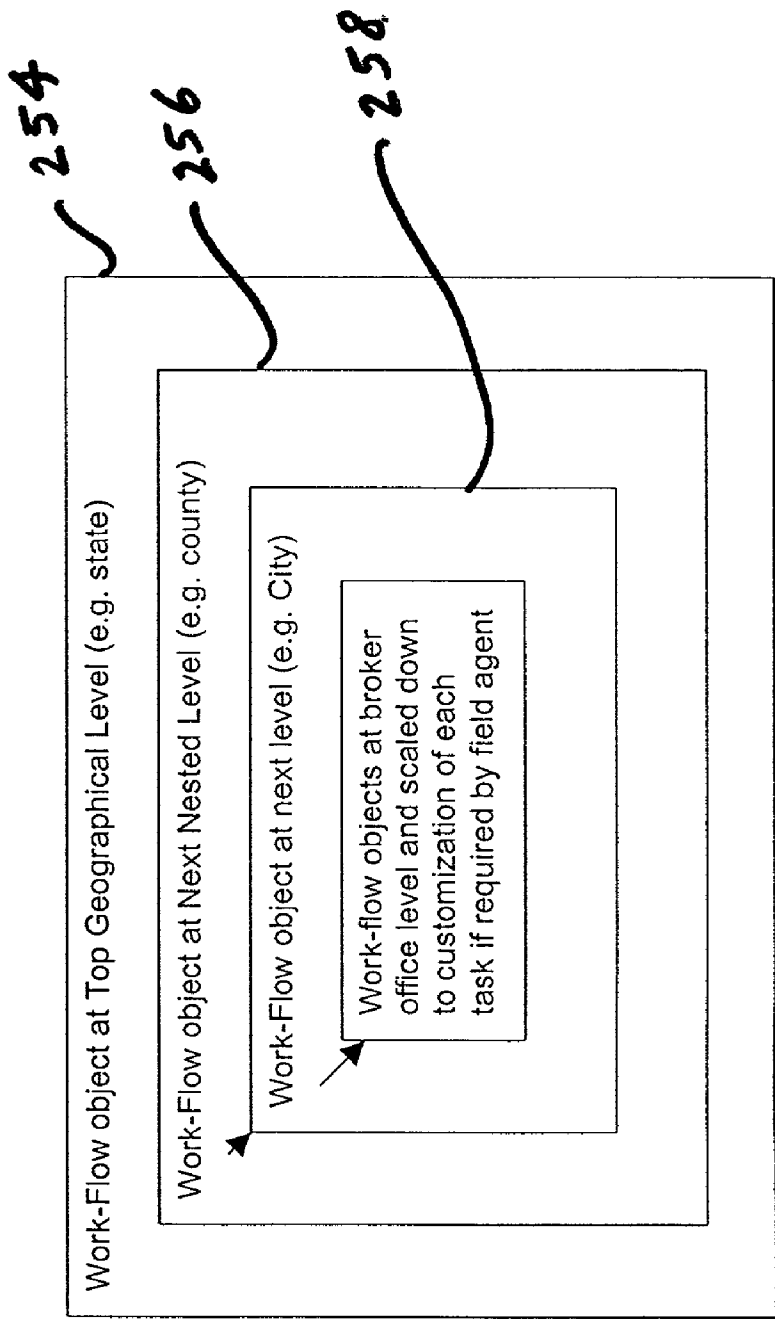 Work-Flow object at Top Geographical Level (e.g. state)
Work-Flow object at Next Nested Level (e.g. county)
Work-Flow object at next level (e.g. City)
Work-flow objects at broker
office level and scaled down
to customization of each
task if required by field agent
254
256
258